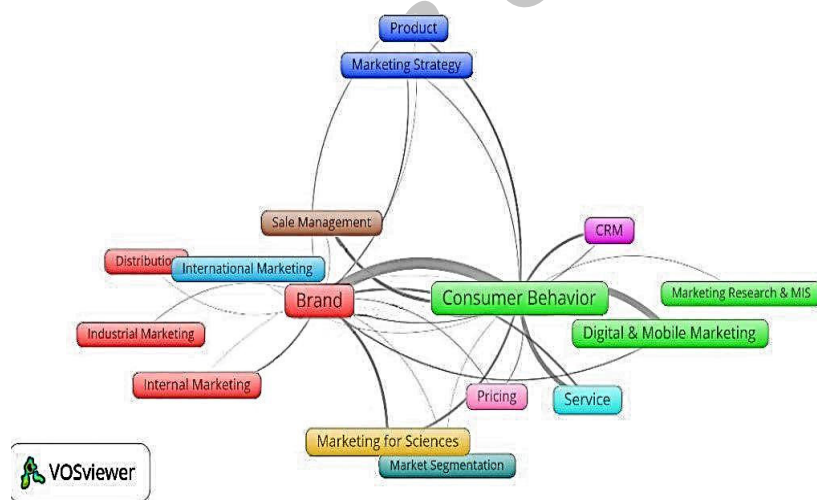 Product
Marketing Strategy
Sale Management
CRM
Distribution
International Marketing
Brand
Consumer Behavior
Marketing Research & MIS
Industrial Marketing
Digital & Mobile Marketing
Internal Marketing
Pricing
Service
Marketing for Sciences
Market Segmentation
VOSviewer